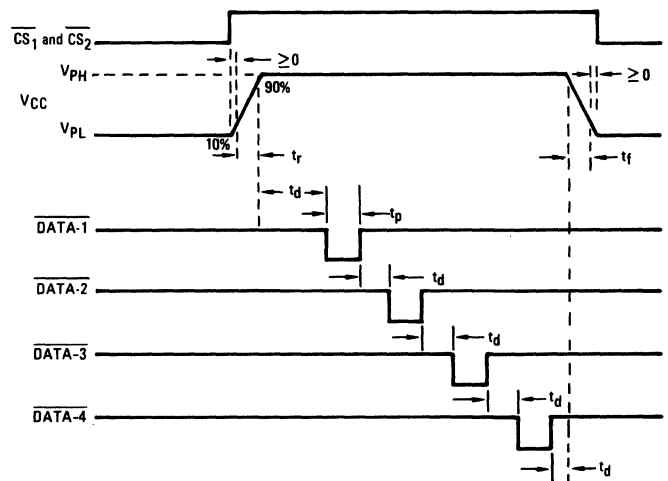 CS1 and CS2
≥0
VPH
90%
≥0
VCC
VPL
10%
tr
tf
td
tp
DATA-1
td
DATA-2
td
DATA-3
td
DATA-4
td